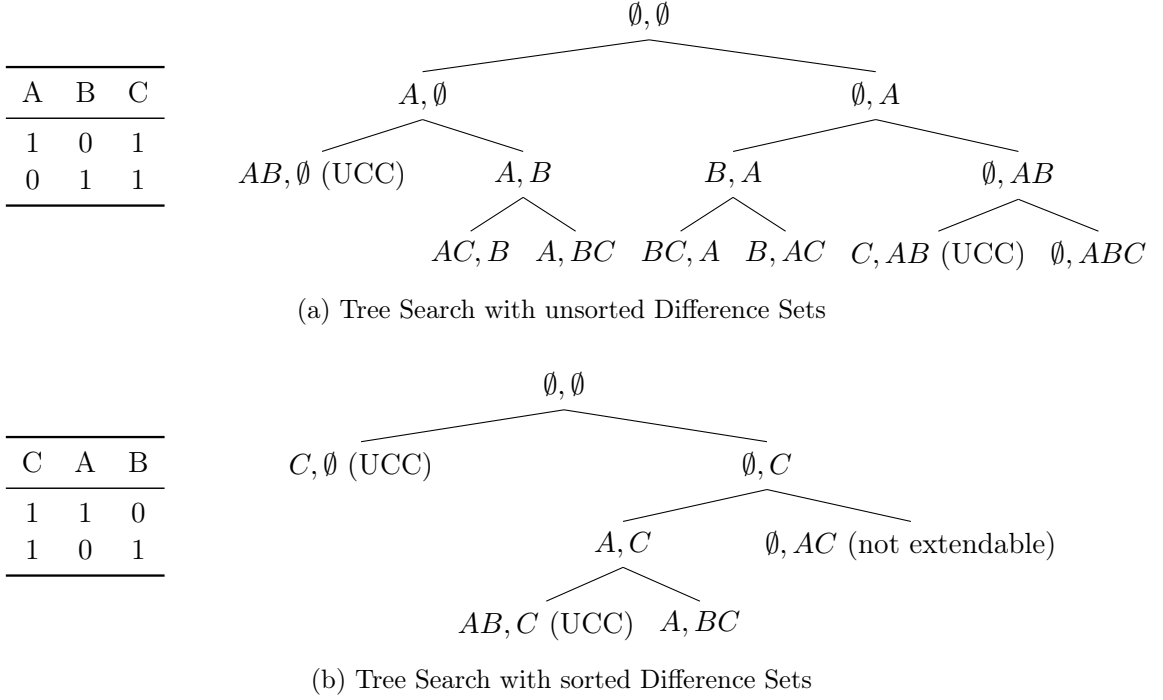 ∅, ∅
A B C
1 0 1
0 1 1
A, ∅ ∅, A
AB, ∅ (UCC) A, B B, A ∅, AB
AC, B A, BC BC, A B, AC C, AB (UCC) ∅, ABC
(a) Tree Search with unsorted Difference Sets
∅, ∅
C A B
1 1 0
1 0 1
C, ∅ (UCC) ∅, C
A, C ∅, AC (not extendable)
AB, C (UCC) A, BC
(b) Tree Search with sorted Difference Sets